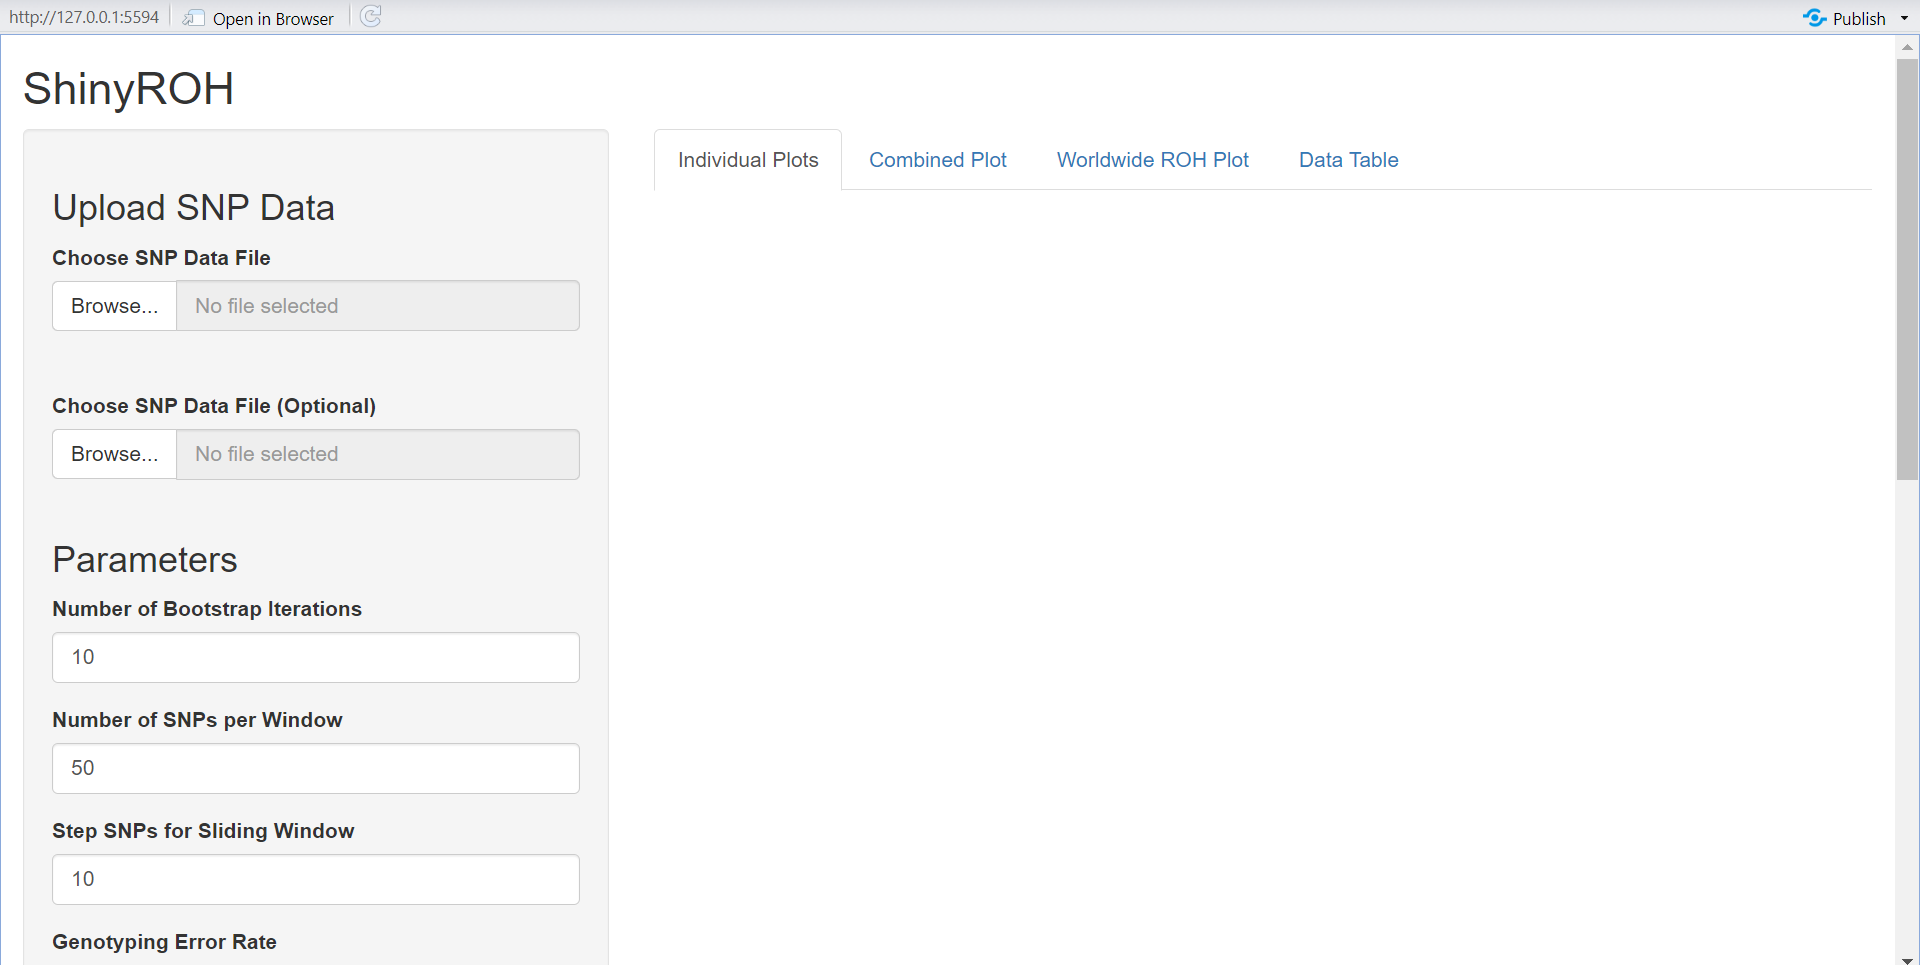 http://127.0.0.1:5594 Open in Browser Publish
ShinyROH
Upload SNP Data
Choose SNP Data File
Browse... No file selected
Choose SNP Data File (Optional)
Browse... No file selected
Parameters
Number of Bootstrap Iterations
10
Number of SNPs per Window
50
Step SNPs for Sliding Window
10
Genotyping Error Rate
Individual Plots Combined Plot Worldwide ROH Plot Data Table